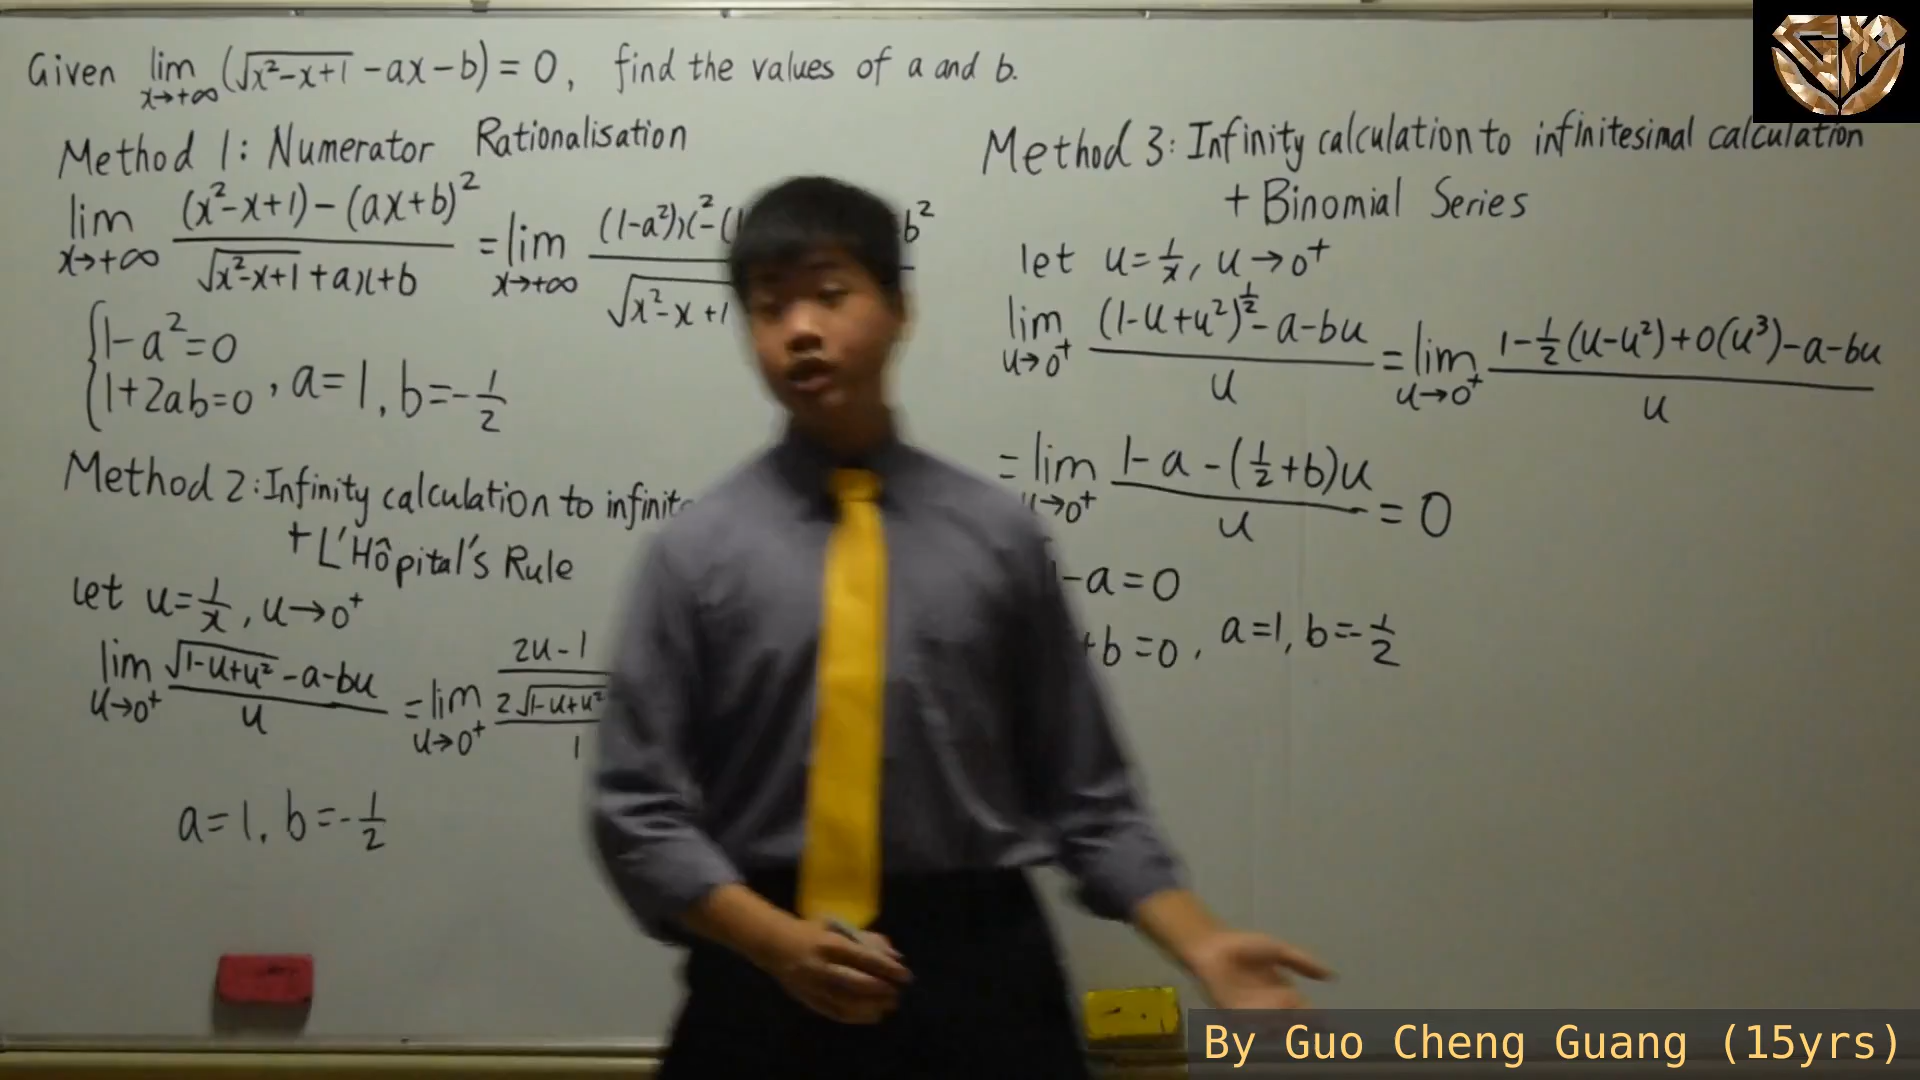 Given lim x→+∞ (√x²-x+1 -ax-b) = 0, find the values of a and b.
Method 1: Numerator Rationalisation
lim x→+∞ (x²-x+1)-(ax+b)² / √x²-x+1 +ax+b = lim x→+∞ (1-a²)x²-( b² / √x²-x+1
{1-a²=0
1+2ab=0 , a=1, b=-1/2
Method 2: Infinity calculation to
+ L'Hôpital's Rule
let u=1/x, u→0⁺
lim u→0⁺ √1-u+u² -a-bu / u = lim u→0⁺ 2u-1 / 2√1-u+u² / 1
a=1, b=-1/2
Method 3: Infinity calculation to infinitesimal calculation
+ Binomial Series
let u=1/x, u→0⁺
lim u→0⁺ (1-u+u²)^1/2 -a-bu / u = lim u→0⁺ 1-1/2(u-u²)+O(u³)-a-bu / u
= lim u→0⁺ 1-a-(1/2+b)u / u = 0
-a=0
+b=0, a=1, b=-1/2
By Guo Cheng Guang (15yrs)